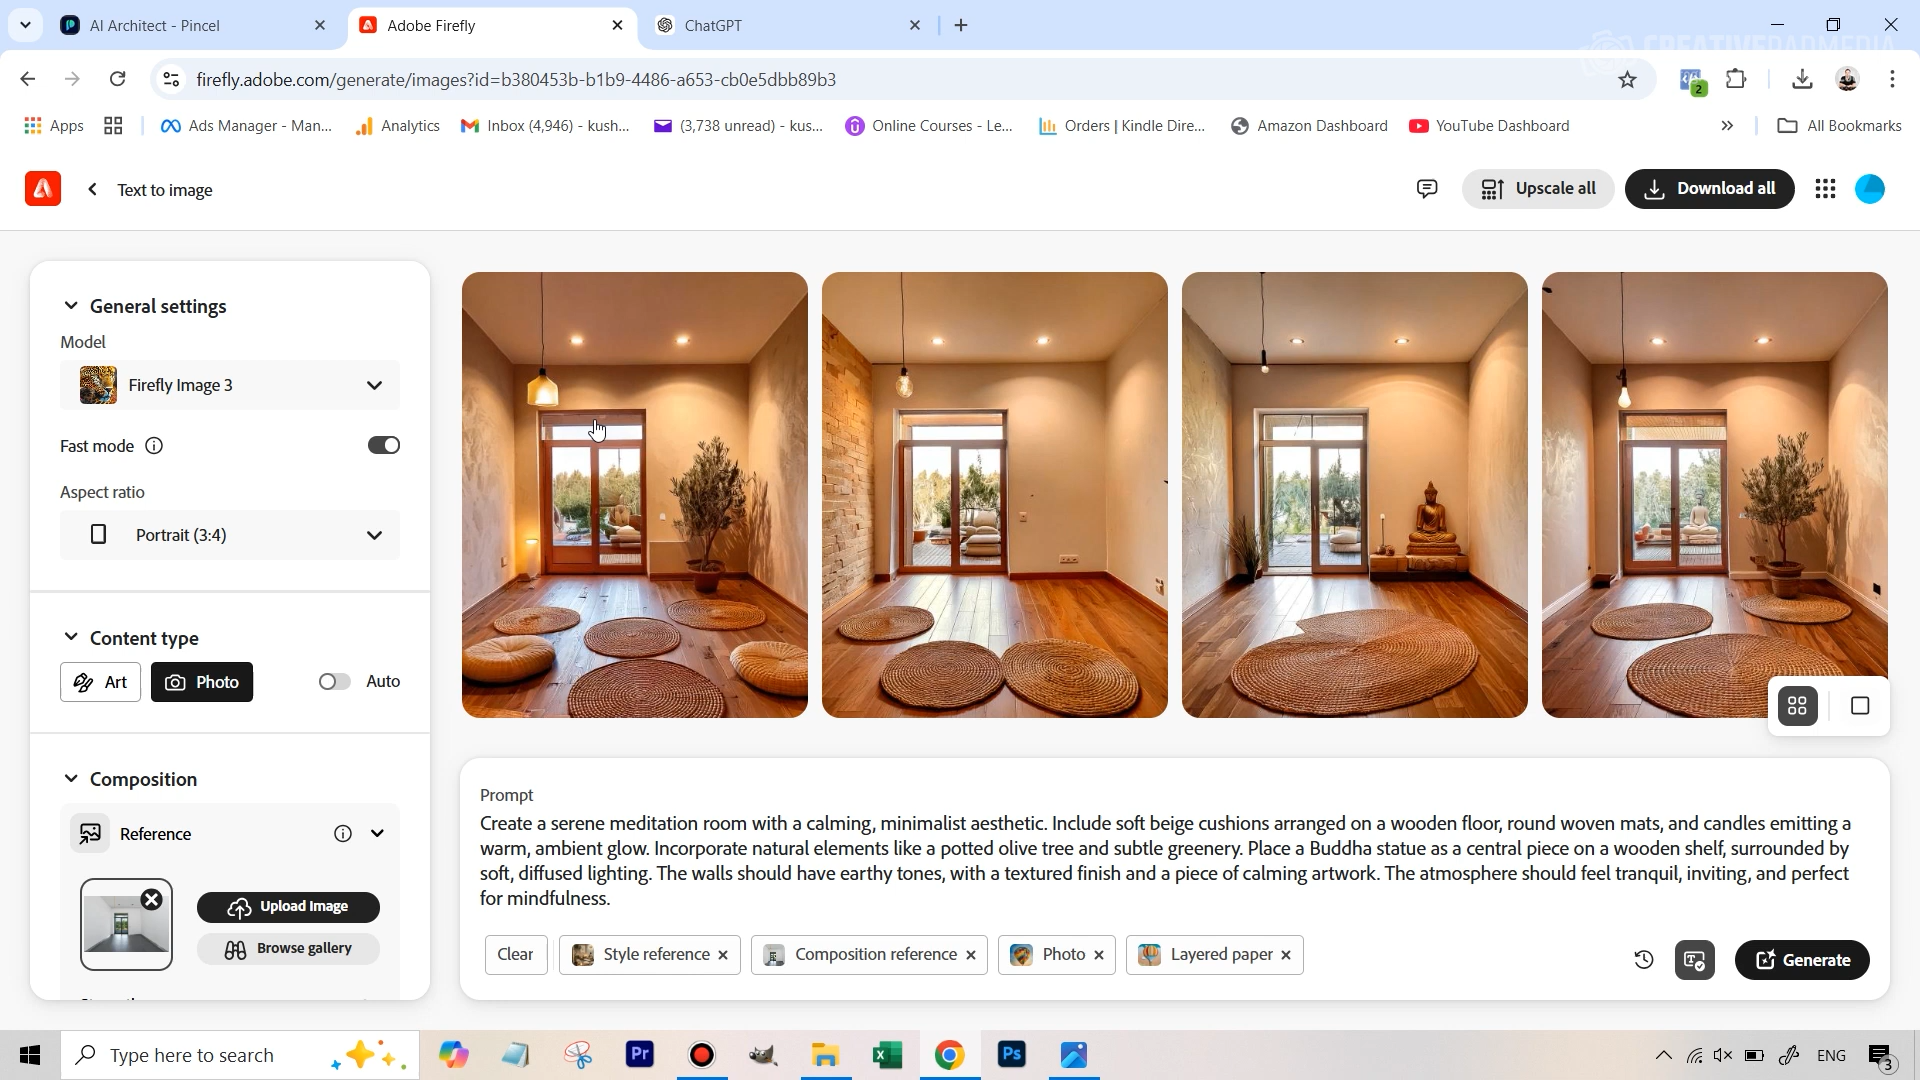 AI Architect - Pincel
Adobe Firefly
ChatGPT
CREATIVEDADMEDIA
firefly.adobe.com/generate/images?id=b380453b-b1b9-4486-a653-cb0e5dbb89b3
2
Apps
Ads Manager - Man...
Analytics
Inbox (4,946) - kush...
(3,738 unread) - kus...
Online Courses - Le...
Orders | Kindle Dire...
Amazon Dashboard
YouTube Dashboard
All Bookmarks
Text to image
Upscale all
Download all
General settings
Model
Firefly Image 3
Fast mode
Aspect ratio
Portrait (3:4)
Content type
Art
Photo
Auto
Composition
Reference
Upload Image
Browse gallery
Prompt
Create a serene meditation room with a calming, minimalist aesthetic. Include soft beige cushions arranged on a wooden floor, round woven mats, and candles emitting a
warm, ambient glow. Incorporate natural elements like a potted olive tree and subtle greenery. Place a Buddha statue as a central piece on a wooden shelf, surrounded by
soft, diffused lighting. The walls should have earthy tones, with a textured finish and a piece of calming artwork. The atmosphere should feel tranquil, inviting, and perfect
for mindfulness.
Clear
Style reference
Composition reference
Photo
Layered paper
Generate
Type here to search
Pr
Ps
ENG
3